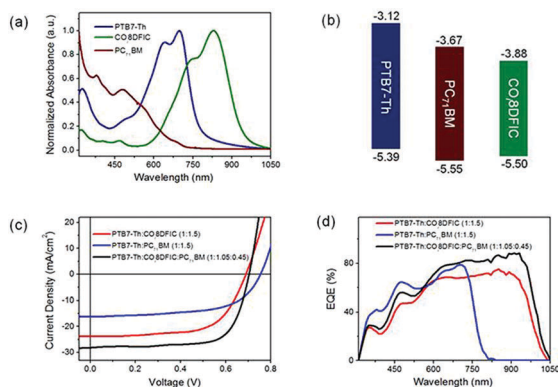 (a)
PTB7-Th
CO8DFIC
PC71BM
Normalized Absorbance (a.u.)
1.0
0.8
0.6
0.4
0.2
0.0
450 600 750 900 1050
Wavelength (nm)
(b)
-3.12
-3.67
-3.88
PTB7-Th
PC71BM
CO8DFIC
-5.39
-5.55
-5.50
(c)
PTB7-Th:CO8DFIC (1:1.5)
PTB7-Th:PC71BM (1:1.5)
PTB7-Th:CO8DFIC:PC71BM (1:1.05:0.45)
Current Density (mA/cm2)
20
10
0
-10
-20
-30
0.0 0.2 0.4 0.6 0.8
Voltage (V)
(d)
PTB7-Th:CO8DFIC (1:1.5)
PTB7-Th:PC71BM (1:1.5)
PTB7-Th:CO8DFIC:PC71BM (1:1.05:0.45)
EQE (%)
80
40
0
450 600 750 900 1050
Wavelength (nm)